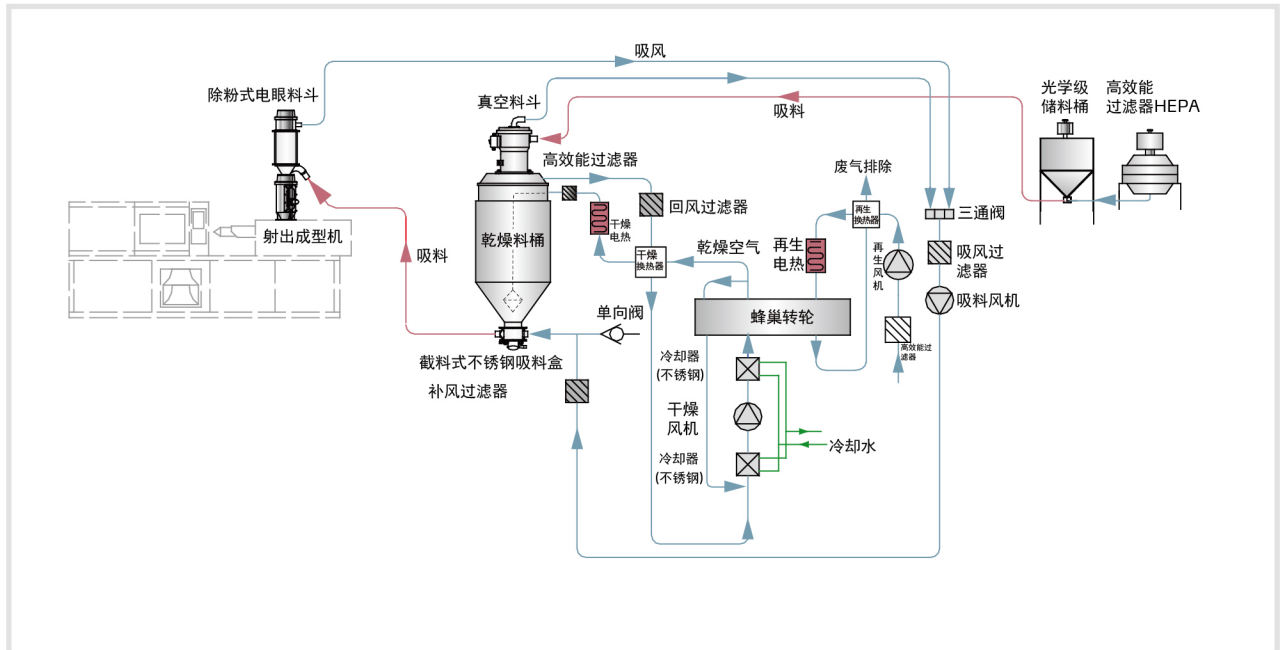 吸风
除粉式电眼料斗
真空料斗
吸料
光学级
储料桶
高效能
过滤器HEPA
高效能过滤器
废气排除
回风过滤器
再生
换热器
三通阀
干燥
电热
射出成型机
乾燥料桶
吸料
干燥
换热器
乾燥空气
再生
电热
再生风机
吸风过
滤器
吸料风机
单向阀
蜂巢转轮
高效能过
滤器
截料式不锈钢吸料盒
冷却器
(不锈钢)
补风过滤器
干燥
风机
冷却水
冷却器
(不锈钢)